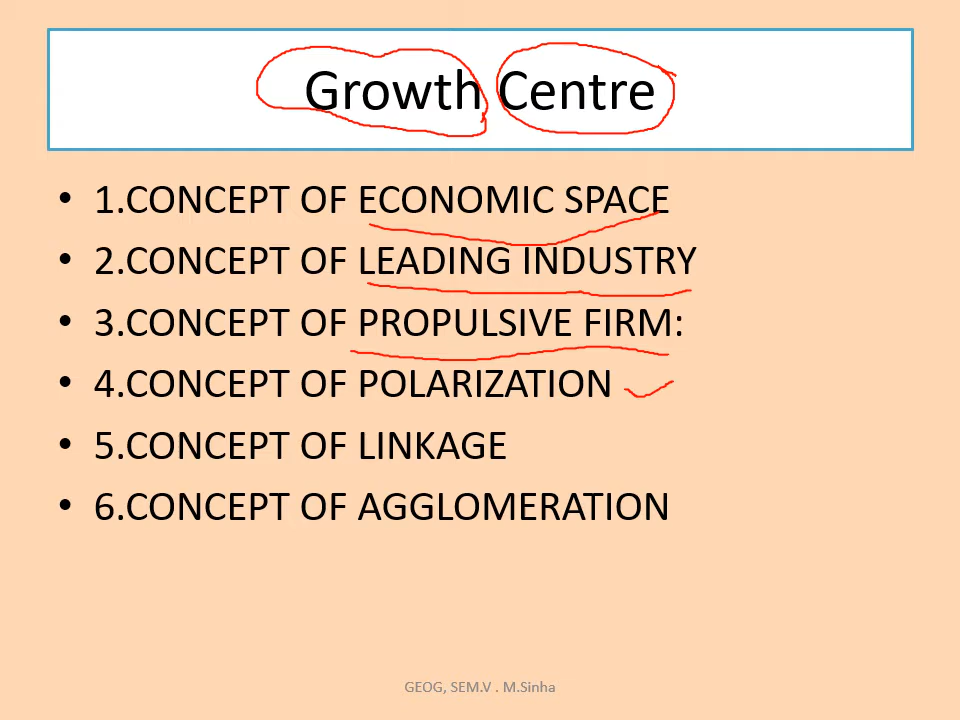 Growth Centre
• 1.CONCEPT OF ECONOMIC SPACE
• 2.CONCEPT OF LEADING INDUSTRY
• 3.CONCEPT OF PROPULSIVE FIRM:
• 4.CONCEPT OF POLARIZATION
• 5.CONCEPT OF LINKAGE
• 6.CONCEPT OF AGGLOMERATION
GEOG, SEM.V . M.Sinha